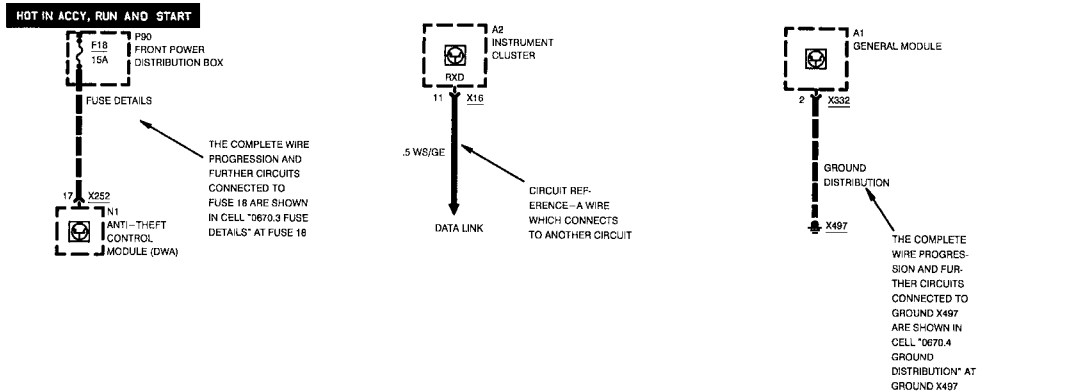 HOT IN ACCY, RUN AND START
F18
15A
P90
FRONT POWER
DISTRIBUTION BOX
FUSE DETAILS
THE COMPLETE WIRE
PROGRESSION AND
FURTHER CIRCUITS
CONNECTED TO
FUSE 18 ARE SHOWN
IN CELL "0670.3 FUSE
DETAILS" AT FUSE 18
17
X252
N1
ANTI-THEFT
CONTROL
MODULE (DWA)
A2
INSTRUMENT
CLUSTER
RXD
11
X16
.5 WS/GE
CIRCUIT REF-
ERENCE-A WIRE
WHICH CONNECTS
TO ANOTHER CIRCUIT
DATA LINK
A1
GENERAL MODULE
2
X332
GROUND
DISTRIBUTION
X497
THE COMPLETE
WIRE PROGRES-
SION AND FUR-
THER CIRCUITS
CONNECTED TO
GROUND X497
ARE SHOWN IN
CELL "0670.4
GROUND
DISTRIBUTION" AT
GROUND X497